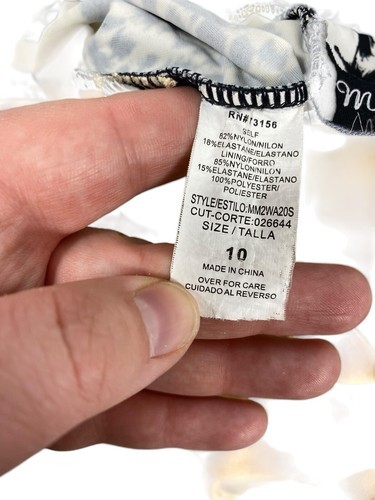 RN#13156
SELF
82%NYLON/NILON
18%ELASTANE/ELASTANO
LINING/FORRO
85%NYLON/NILON
15%ELASTANE/ELASTANO
100%POLYESTER/
POLIESTER
STYLE/ESTILO:MM2WA20S
CUT-CORTE:026644
SIZE / TALLA
10
MADE IN CHINA
OVER FOR CARE
CUIDADO AL REVERSO